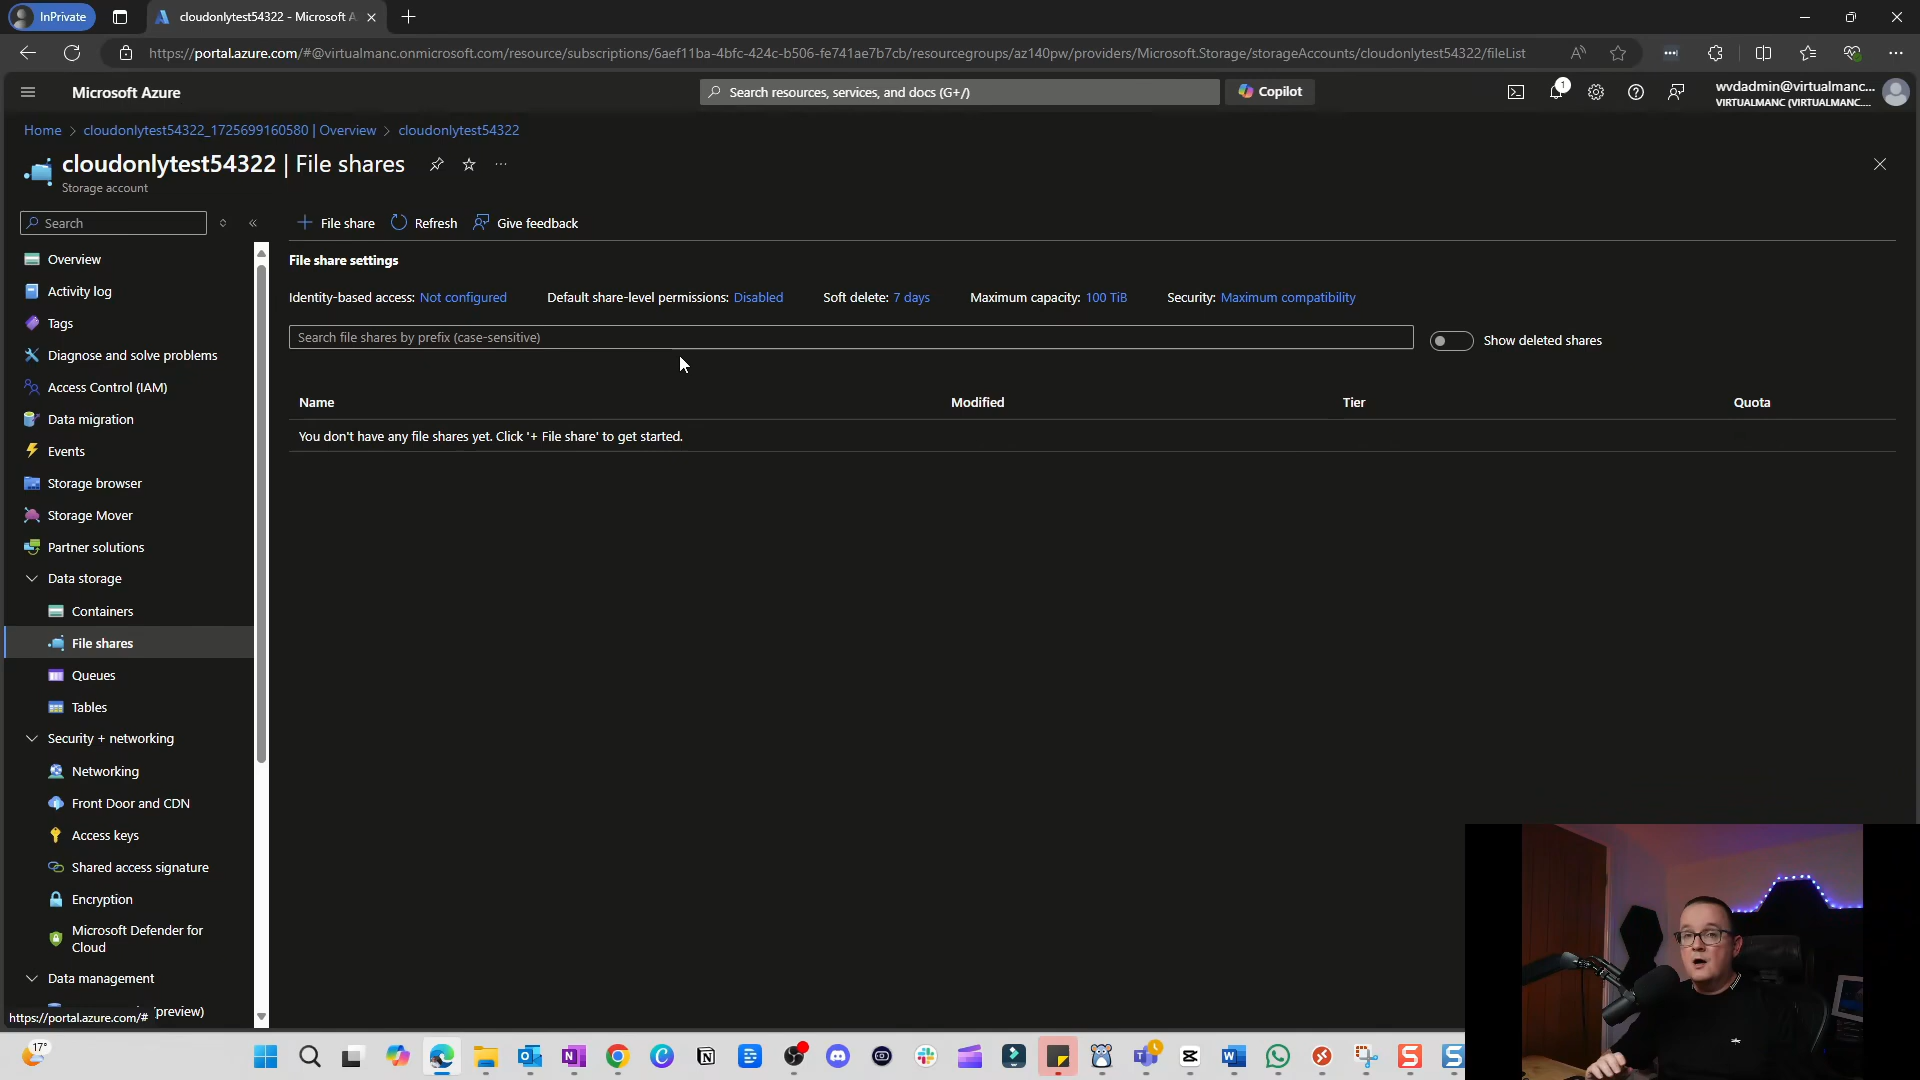 InPrivate
cloudonlytest54322 - Microsoft A
https://portal.azure.com/#@virtualmanc.onmicrosoft.com/resource/subscriptions/6aef11ba-4bfc-424c-b506-fe741ae7b7cb/resourcegroups/az140pw/providers/Microsoft.Storage/storageAccounts/cloudonlytest54322/fileList
Microsoft Azure
Search resources, services, and docs (G+/)
Copilot
1
wvdadmin@virtualmanc...
VIRTUALMANC (VIRTUALMANC....
Home > cloudonlytest54322_1725699160580 | Overview > cloudonlytest54322
cloudonlytest54322 | File shares
Storage account
Search
File share
Refresh
Give feedback
Overview
Activity log
Tags
Diagnose and solve problems
Access Control (IAM)
Data migration
Events
Storage browser
Storage Mover
Partner solutions
Data storage
Containers
File shares
Queues
Tables
Security + networking
Networking
Front Door and CDN
Access keys
Shared access signature
Encryption
Microsoft Defender for
Cloud
Data management
(preview)
https://portal.azure.com/#
File share settings
Identity-based access: Not configured
Default share-level permissions: Disabled
Soft delete: 7 days
Maximum capacity: 100 TiB
Security: Maximum compatibility
Search file shares by prefix (case-sensitive)
Show deleted shares
Name
Modified
Tier
Quota
You don't have any file shares yet. Click '+ File share' to get started.
17°